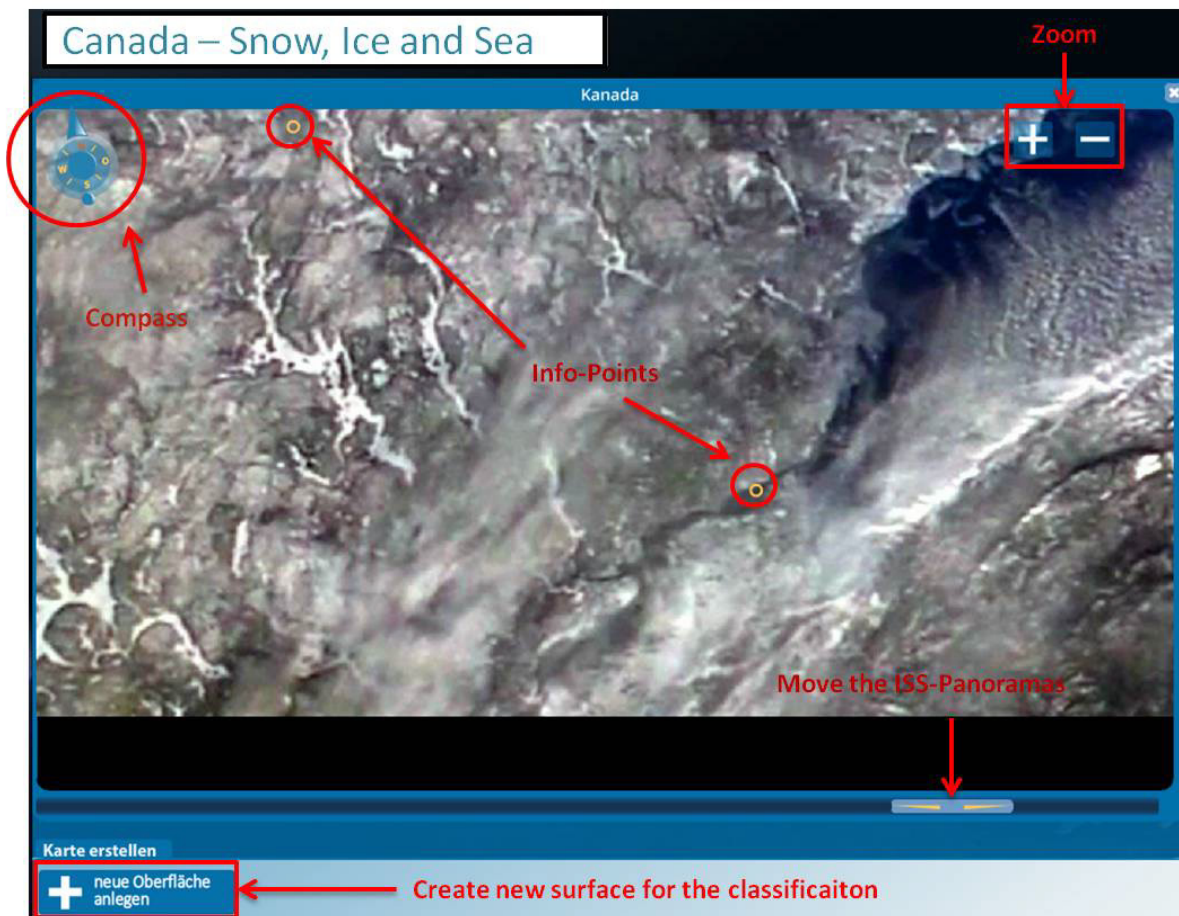 Canada – Snow, Ice and Sea
Zoom
Kanada
N
W
O
S
Compass
Info-Points
Move the ISS-Panoramas
Karte erstellen
neue Oberfläche
anlegen
Create new surface for the classificaiton